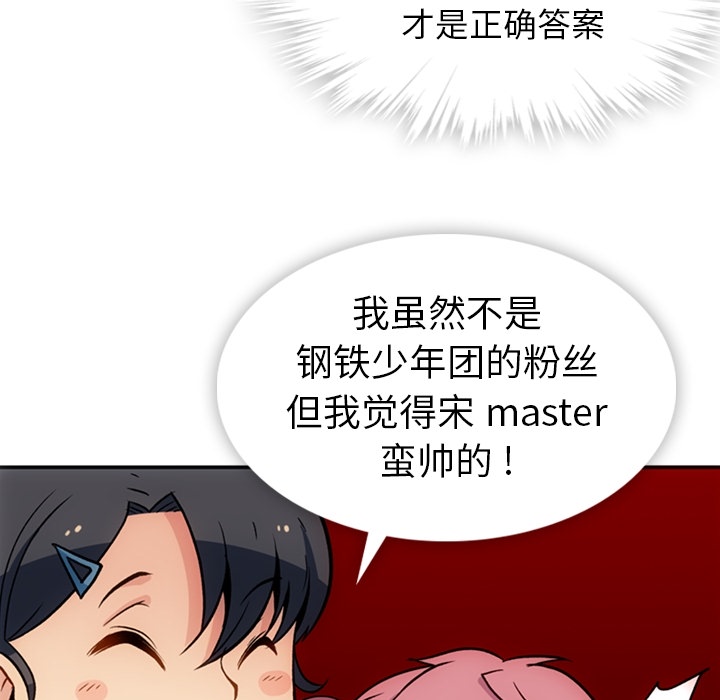 才是正确答案
我虽然不是
钢铁少年团的粉丝
但我觉得宋 master
蛮帅的！